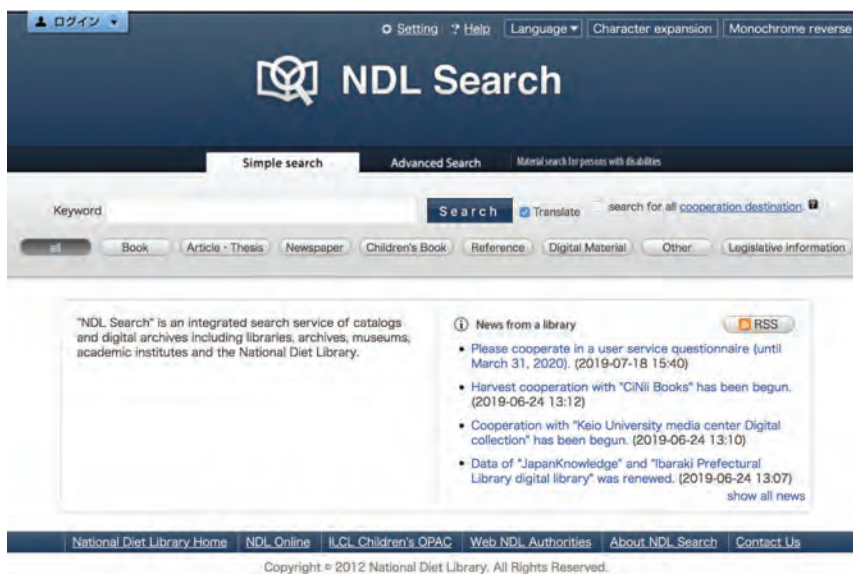 ログイン
Setting ? Help Language ▼ Character expansion Monochrome reverse
NDL Search
Simple search Advanced Search Material search for persons with disabilities
Keyword Search Translate search for all cooperation destination. ?
all Book Article・Thesis Newspaper Children's Book Reference Digital Material Other Legislative information
"NDL Search" is an integrated search service of catalogs
and digital archives including libraries, archives, museums,
academic institutes and the National Diet Library.
News from a library RSS
• Please cooperate in a user service questionnaire (until
March 31, 2020). (2019-07-18 15:40)
• Harvest cooperation with "CiNii Books" has been begun.
(2019-06-24 13:12)
• Cooperation with "Keio University media center Digital
collection" has been begun. (2019-06-24 13:10)
• Data of "JapanKnowledge" and "Ibaraki Prefectural
Library digital library" was renewed. (2019-06-24 13:07)
show all news
National Diet Library Home NDL Online ILCL Children's OPAC Web NDL Authorities About NDL Search Contact Us
Copyright © 2012 National Diet Library. All Rights Reserved.